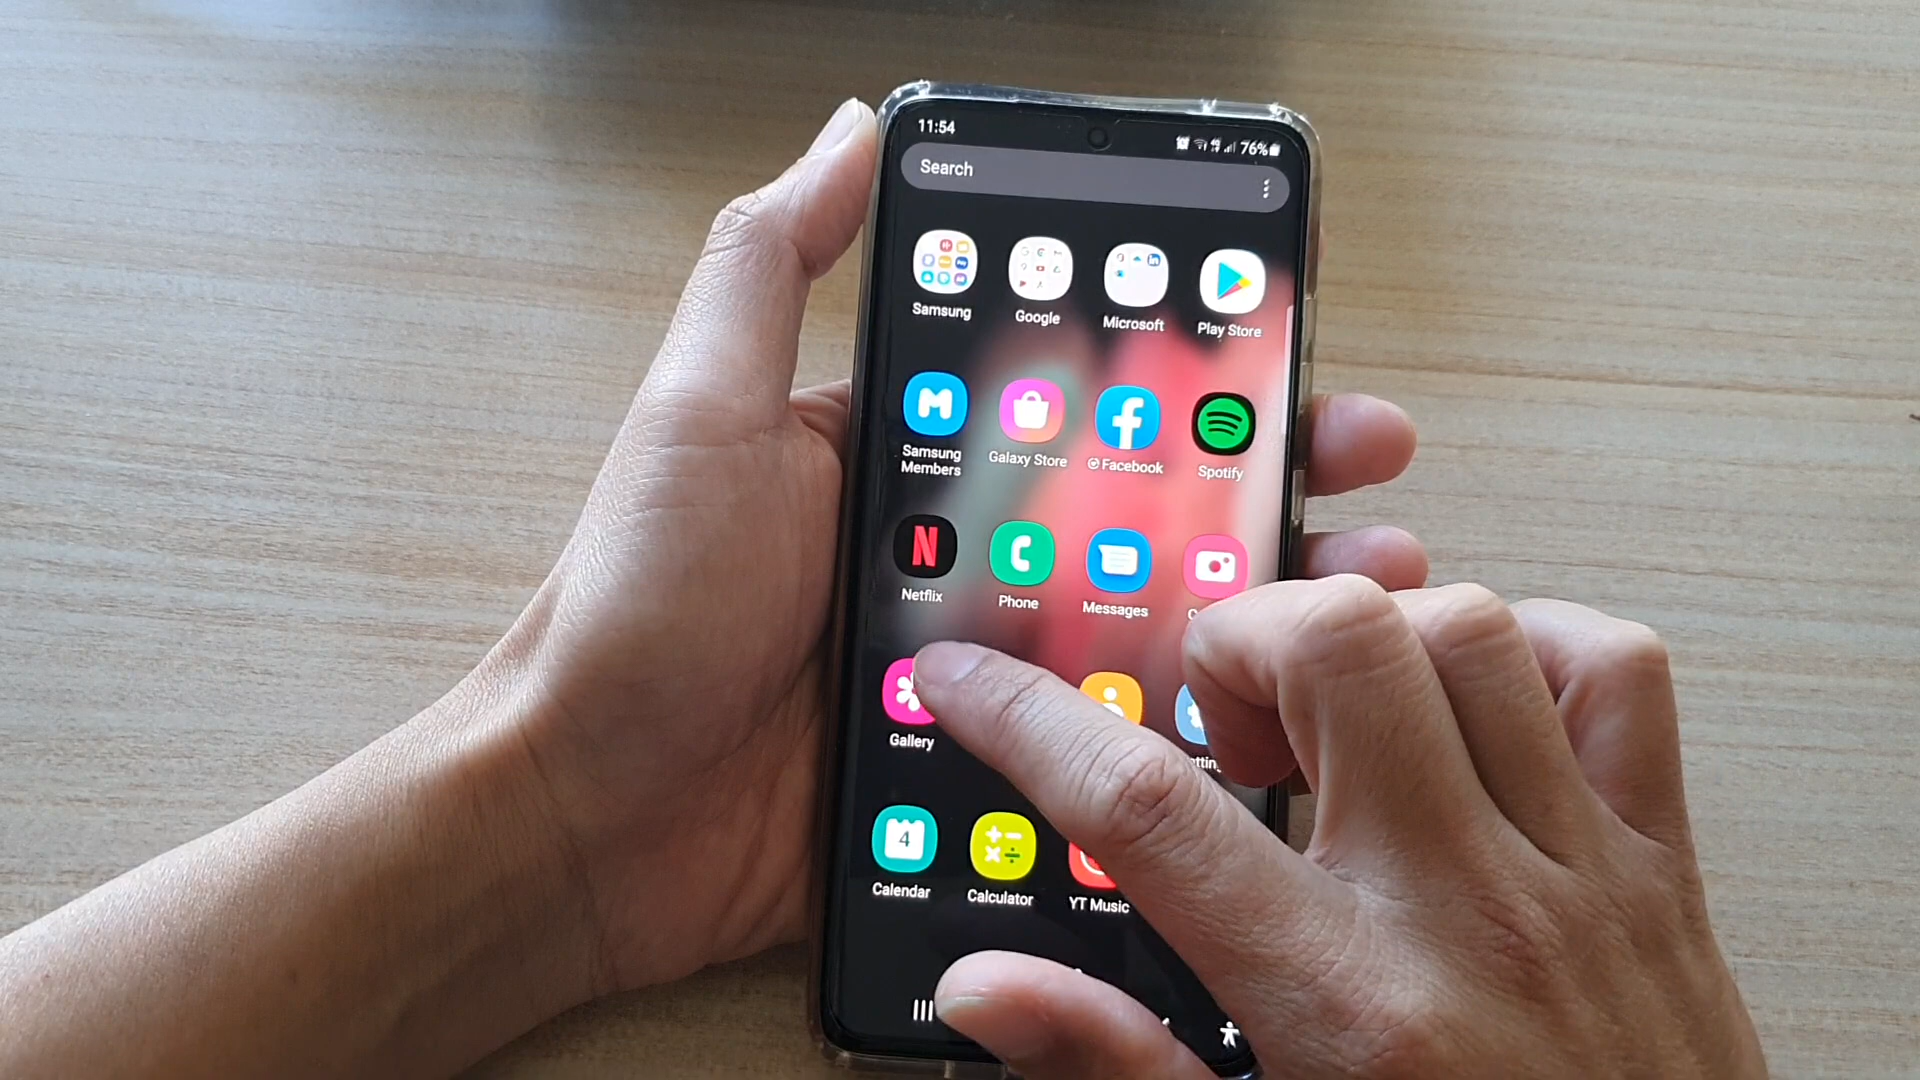 11:54
76%
Search
Samsung
Google
Microsoft
Play Store
Samsung
Members
Galaxy Store
Facebook
Spotify
N
Netflix
Phone
Messages
Gallery
4
Calendar
Calculator
YT Music